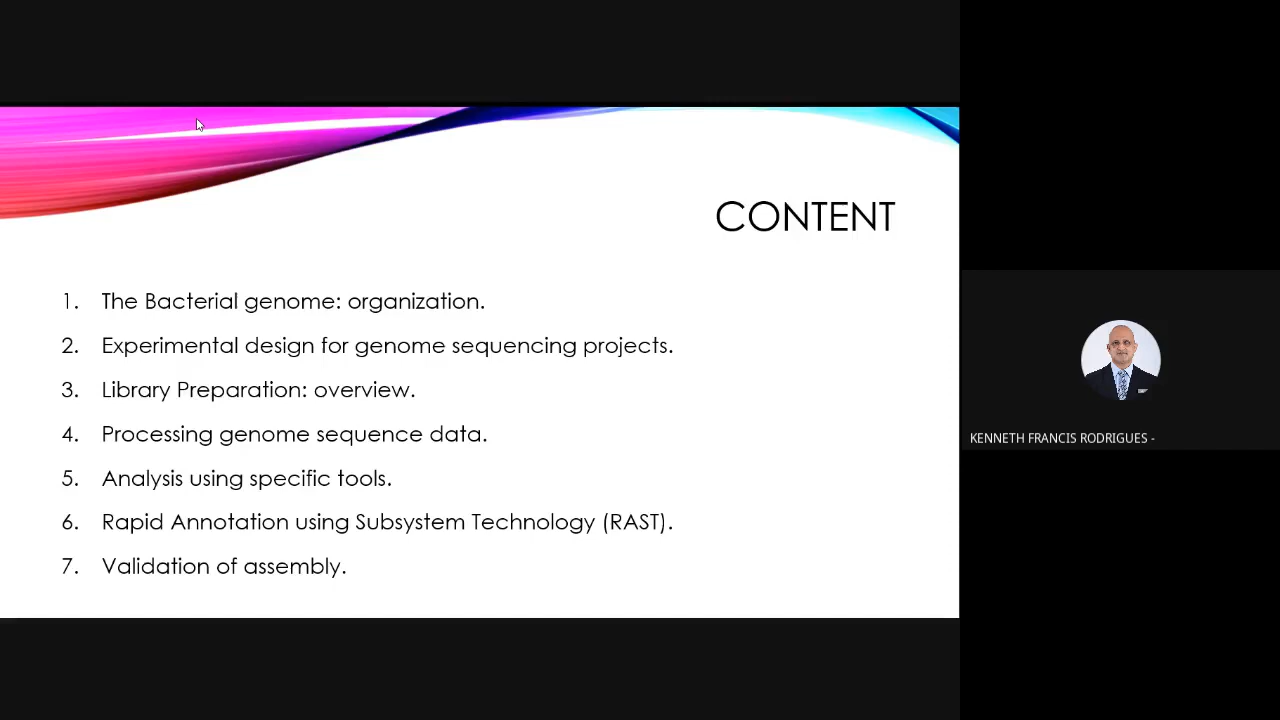 CONTENT
1. The Bacterial genome: organization.
2. Experimental design for genome sequencing projects.
3. Library Preparation: overview.
4. Processing genome sequence data.
5. Analysis using specific tools.
6. Rapid Annotation using Subsystem Technology (RAST).
7. Validation of assembly.
KENNETH FRANCIS RODRIGUES -